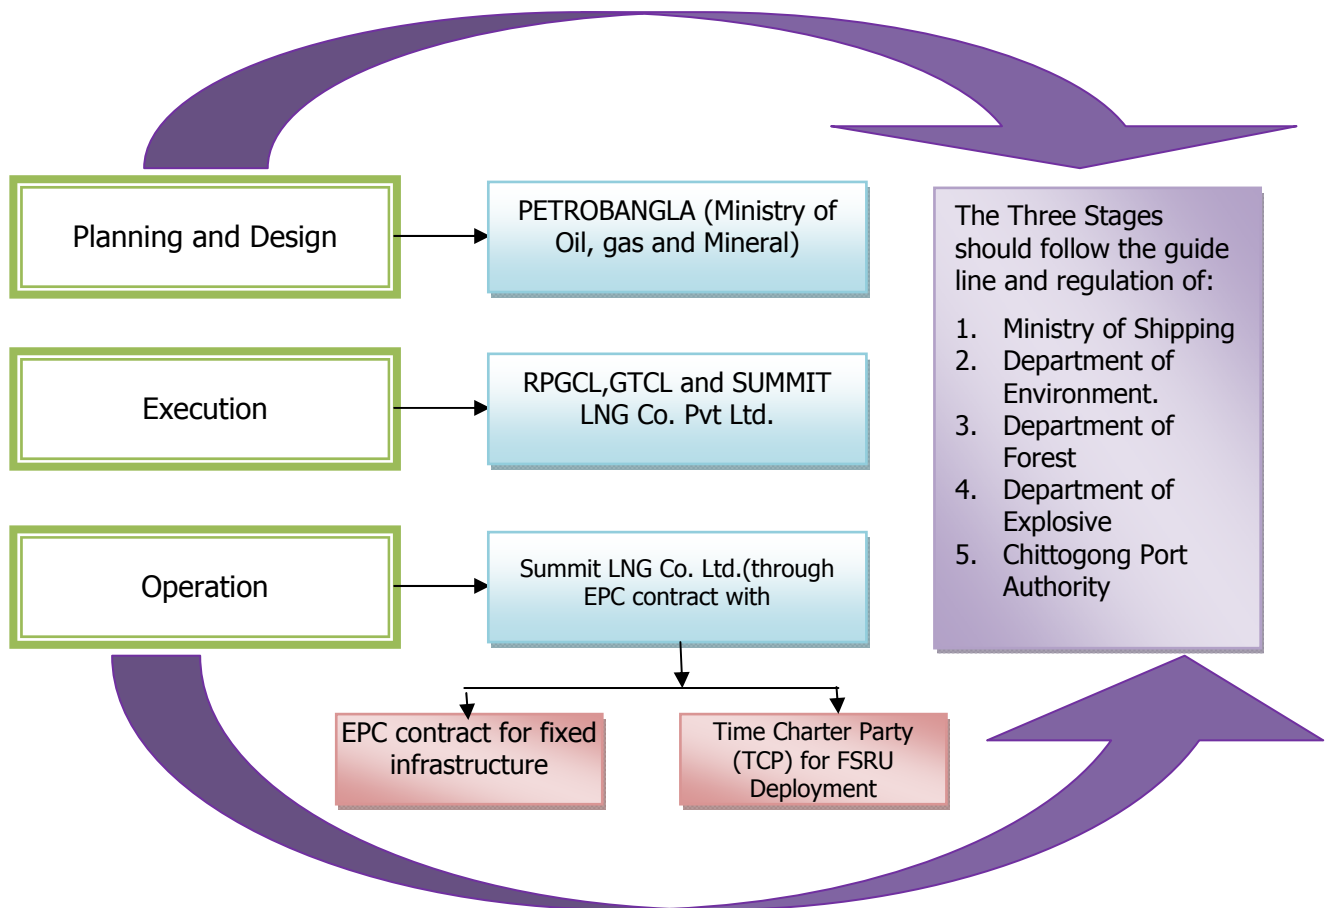 Planning and Design
PETROBANGLA (Ministry of
Oil, gas and Mineral)
Execution
RPGCL,GTCL and SUMMIT
LNG Co. Pvt Ltd.
Operation
Summit LNG Co. Ltd.(through
EPC contract with
EPC contract for fixed
infrastructure
Time Charter Party
(TCP) for FSRU
Deployment
The Three Stages
should follow the guide
line and regulation of:
1. Ministry of Shipping
2. Department of
Environment.
3. Department of
Forest
4. Department of
Explosive
5. Chittogong Port
Authority